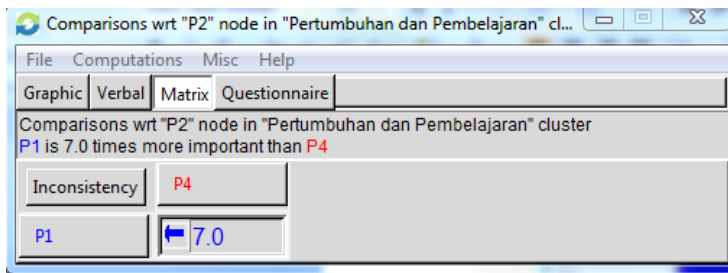 Comparisons wrt "P2" node in "Pertumbuhan dan Pembelajaran" cl...
File Computations Misc Help
Graphic Verbal Matrix Questionnaire
Comparisons wrt "P2" node in "Pertumbuhan dan Pembelajaran" cluster
P1 is 7.0 times more important than P4
Inconsistency P4
P1 7.0